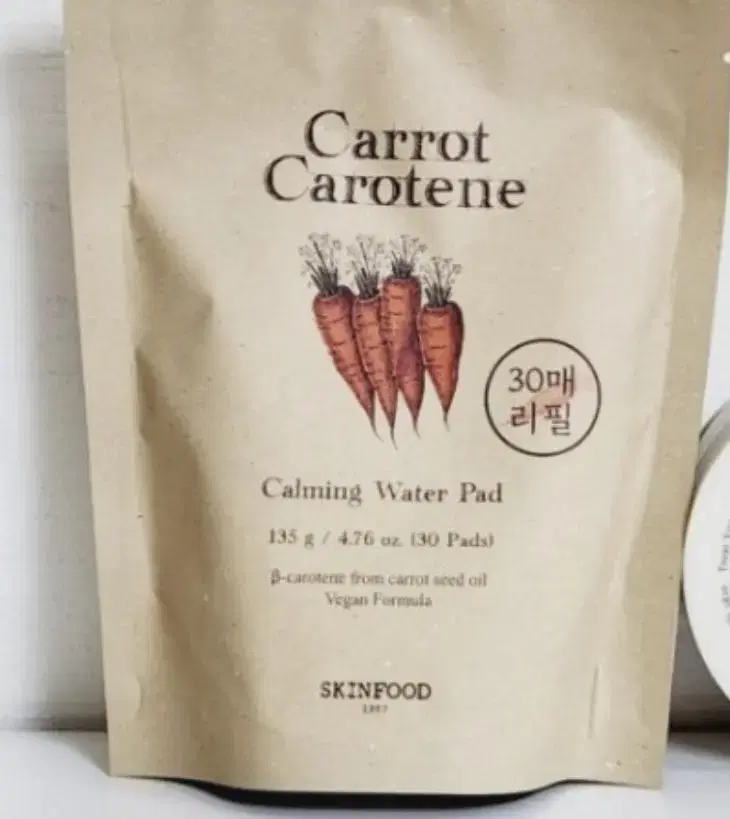 Carrot
Carotene
30매
리필
Calming Water Pad
135 g / 4.76 oz. (30 Pads)
β-carotene from carrot seed oil
Vegan Formula
SKINFOOD